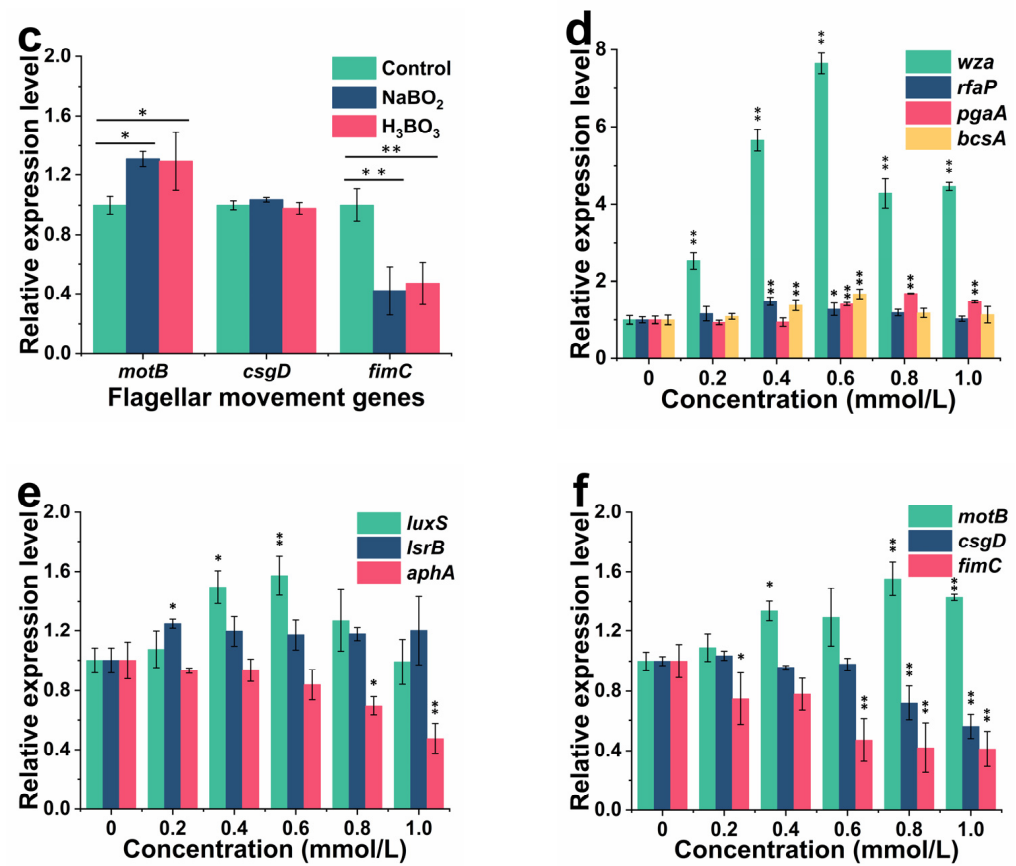 c
Relative expression level
2.0
1.6
1.2
0.8
0.4
0.0
Control
NaBO₂
H₃BO₃
*
*
**
* *
motB csgD fimC
Flagellar movement genes
d
Relative expression level
8
6
4
2
0
wza
rfaP
pgaA
bcsA
** ** ** ** **
** ** * ** ** ** **
0 0.2 0.4 0.6 0.8 1.0
Concentration (mmol/L)
e
Relative expression level
2.0
1.6
1.2
0.8
0.4
0.0
luxS
lsrB
aphA
* * ** * **
0 0.2 0.4 0.6 0.8 1.0
Concentration (mmol/L)
f
Relative expression level
2.0
1.6
1.2
0.8
0.4
0.0
motB
csgD
fimC
* * ** ** ** ** ** ** **
0 0.2 0.4 0.6 0.8 1.0
Concentration (mmol/L)